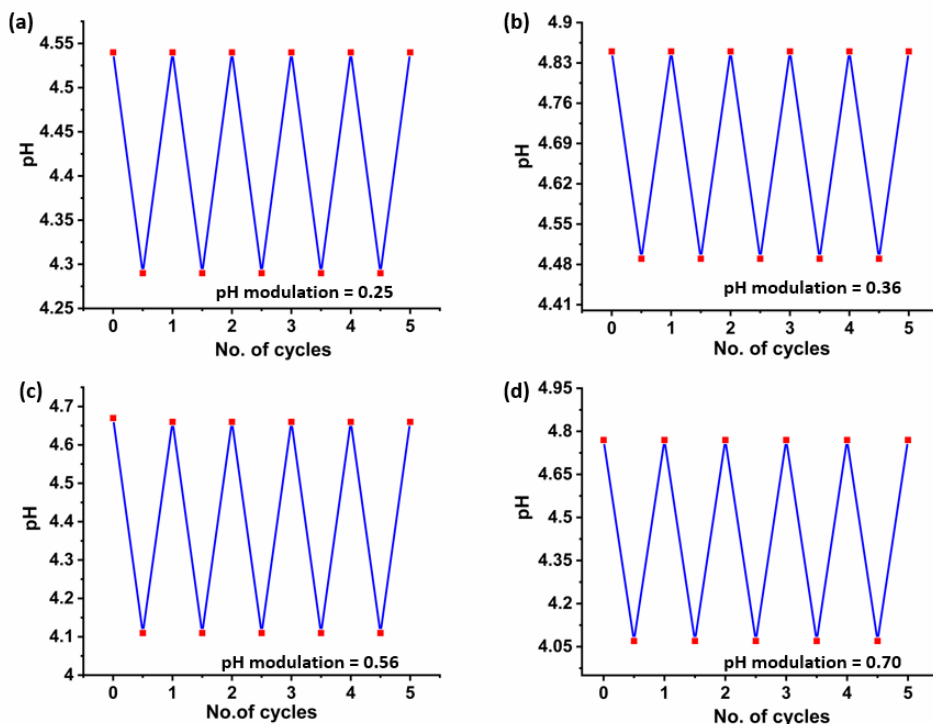 (a)
4.55
4.5
4.45
4.4
4.35
4.3
4.25
pH
pH modulation = 0.25
0 1 2 3 4 5
No. of cycles
(b)
4.9
4.83
4.76
4.69
4.62
4.55
4.48
4.41
pH
pH modulation = 0.36
0 1 2 3 4 5
No. of cycles
(c)
4.7
4.6
4.5
4.4
4.3
4.2
4.1
4
pH
pH modulation = 0.56
0 1 2 3 4 5
No.of cycles
(d)
4.95
4.8
4.65
4.5
4.35
4.2
4.05
pH
pH modulation = 0.70
0 1 2 3 4 5
No. of cycles